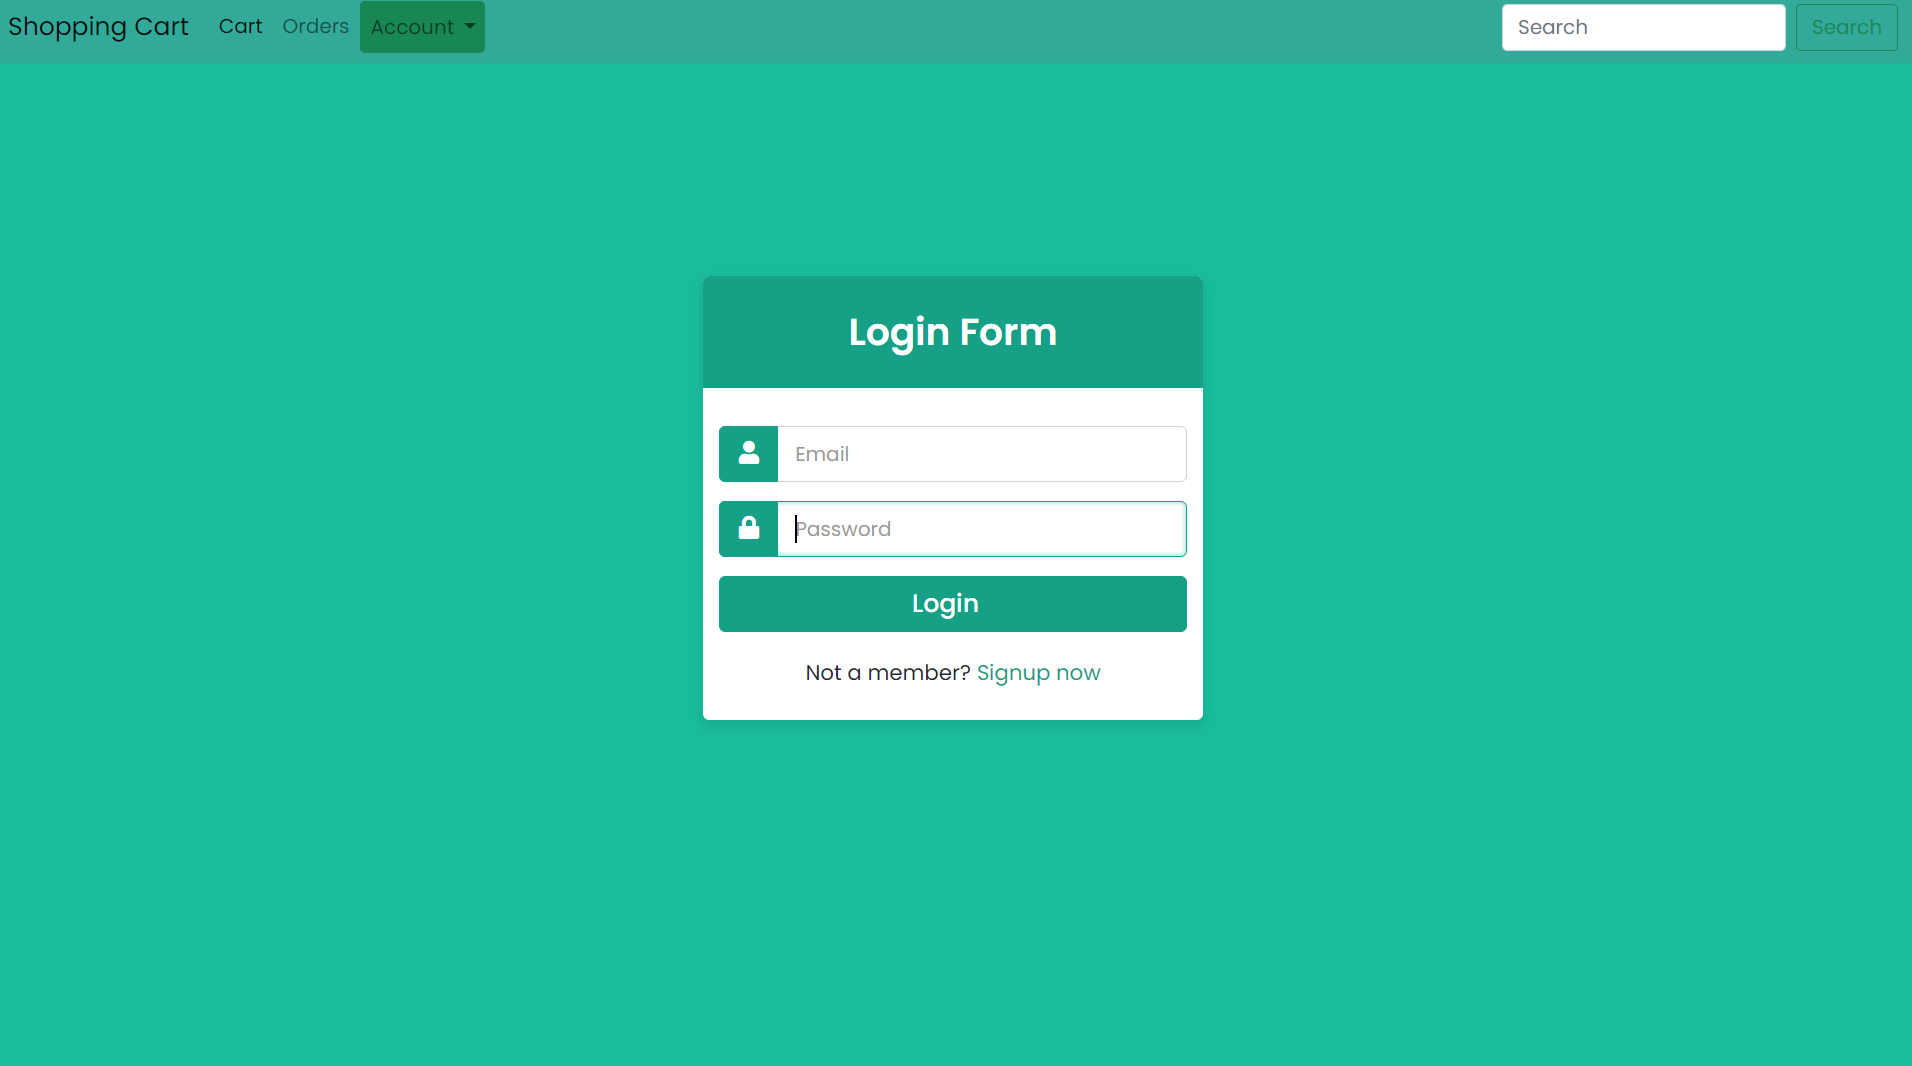 Shopping Cart Cart Orders Account Search Search
Login Form
Email
Password
Login
Not a member? Signup now